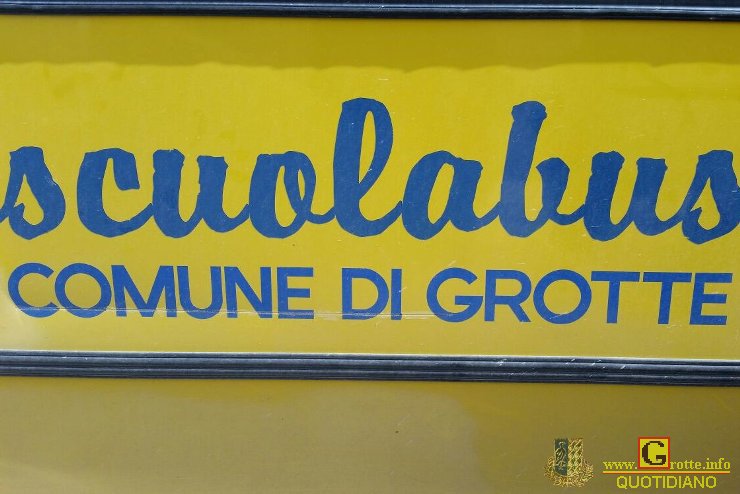 scuolabus
COMUNE DI GROTTE
www.Grotte.info
QUOTIDIANO